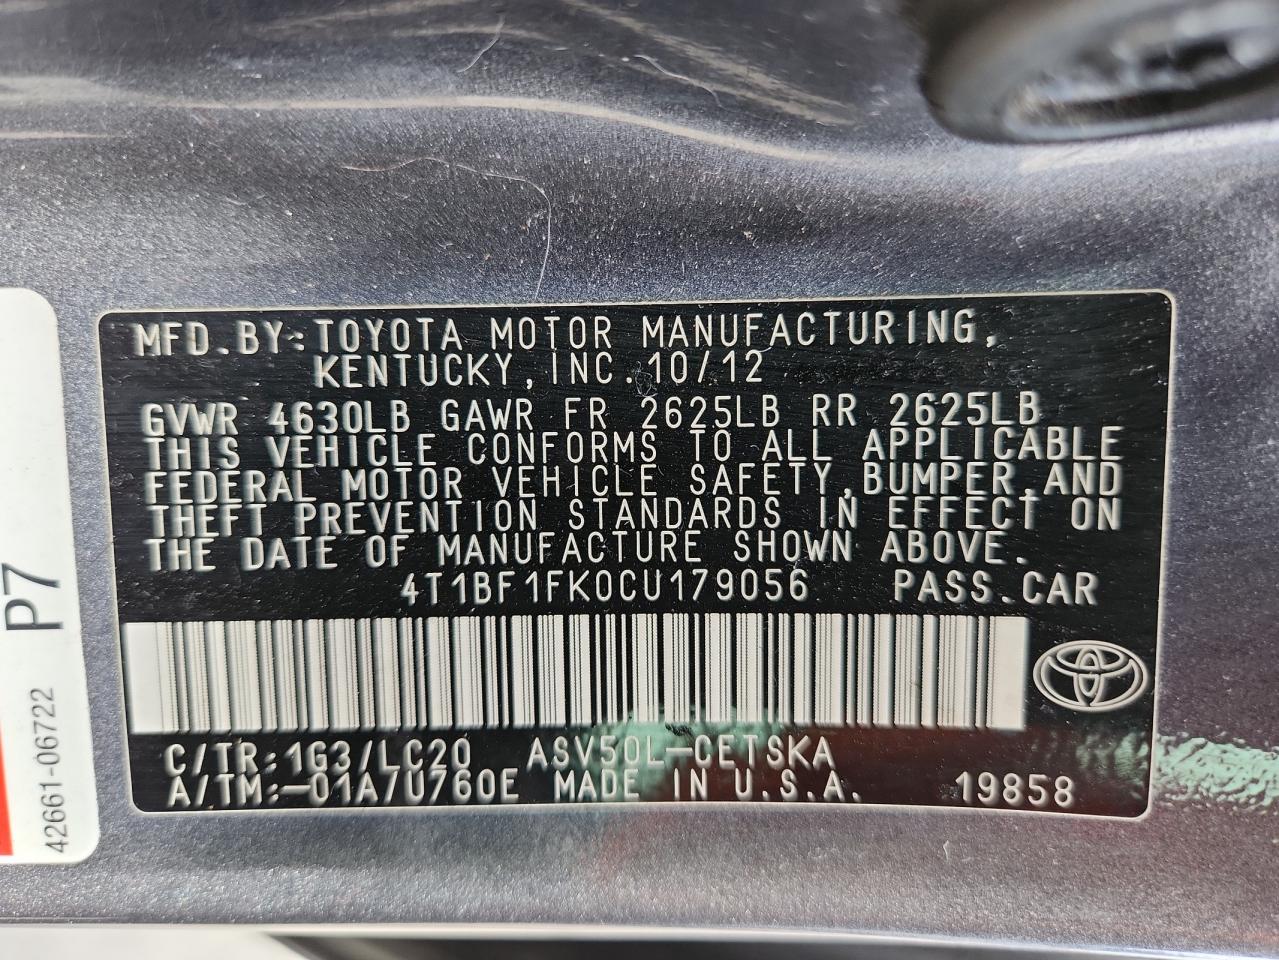 MFD.BY:TOYOTA MOTOR MANUFACTURING,
KENTUCKY,INC.10/12
GVWR 4630LB GAWR FR 2625LB RR 2625LB
THIS VEHICLE CONFORMS TO ALL APPLICABLE
FEDERAL MOTOR VEHICLE SAFETY,BUMPER,AND
THEFT PREVENTION STANDARDS IN EFFECT ON
THE DATE OF MANUFACTURE SHOWN ABOVE.
4T1BF1FK0CU179056 PASS.CAR
C/TR:1G3/LC20 ASV50L-CETSKA
A/TM:-01A/U760E MADE IN U.S.A. 19858
P7
42661-06722